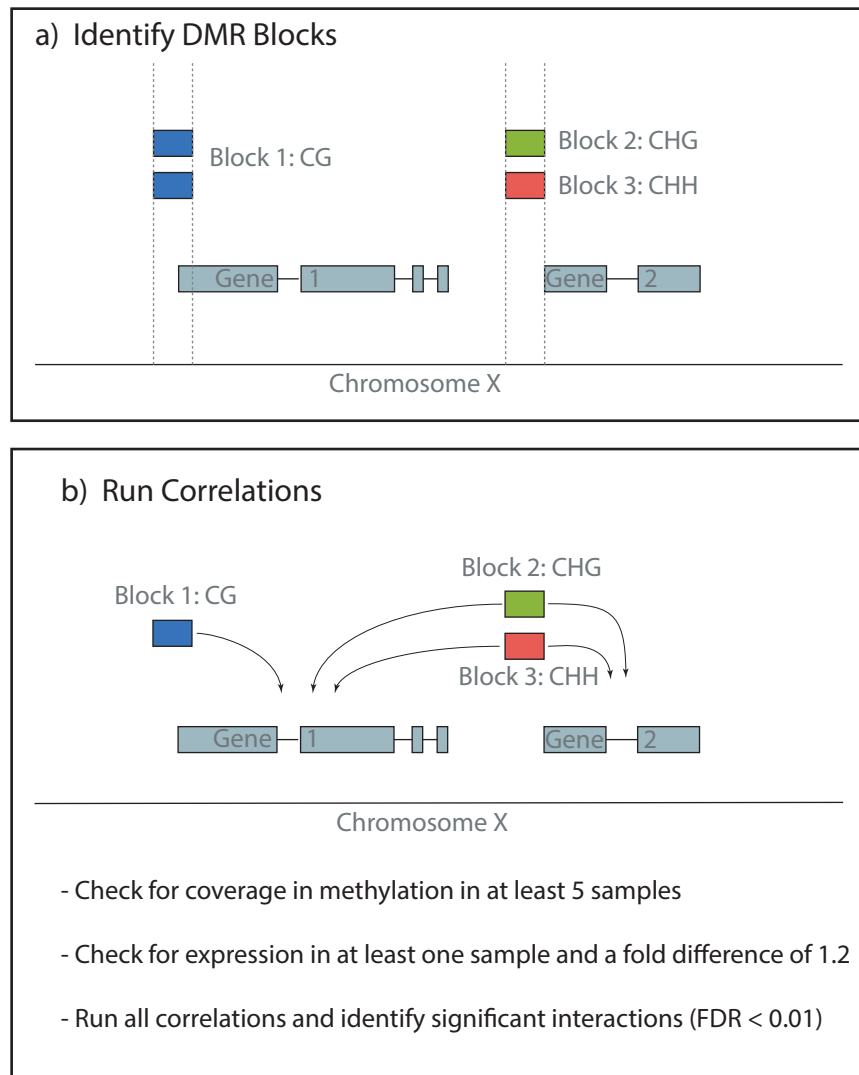 a) Identify DMR Blocks
Block 1: CG
Block 2: CHG
Block 3: CHH
Gene 1
Gene 2
Chromosome X
b) Run Correlations
Block 2: CHG
Block 1: CG
Block 3: CHH
Gene 1
Gene 2
Chromosome X
- Check for coverage in methylation in at least 5 samples
- Check for expression in at least one sample and a fold difference of 1.2
- Run all correlations and identify significant interactions (FDR < 0.01)